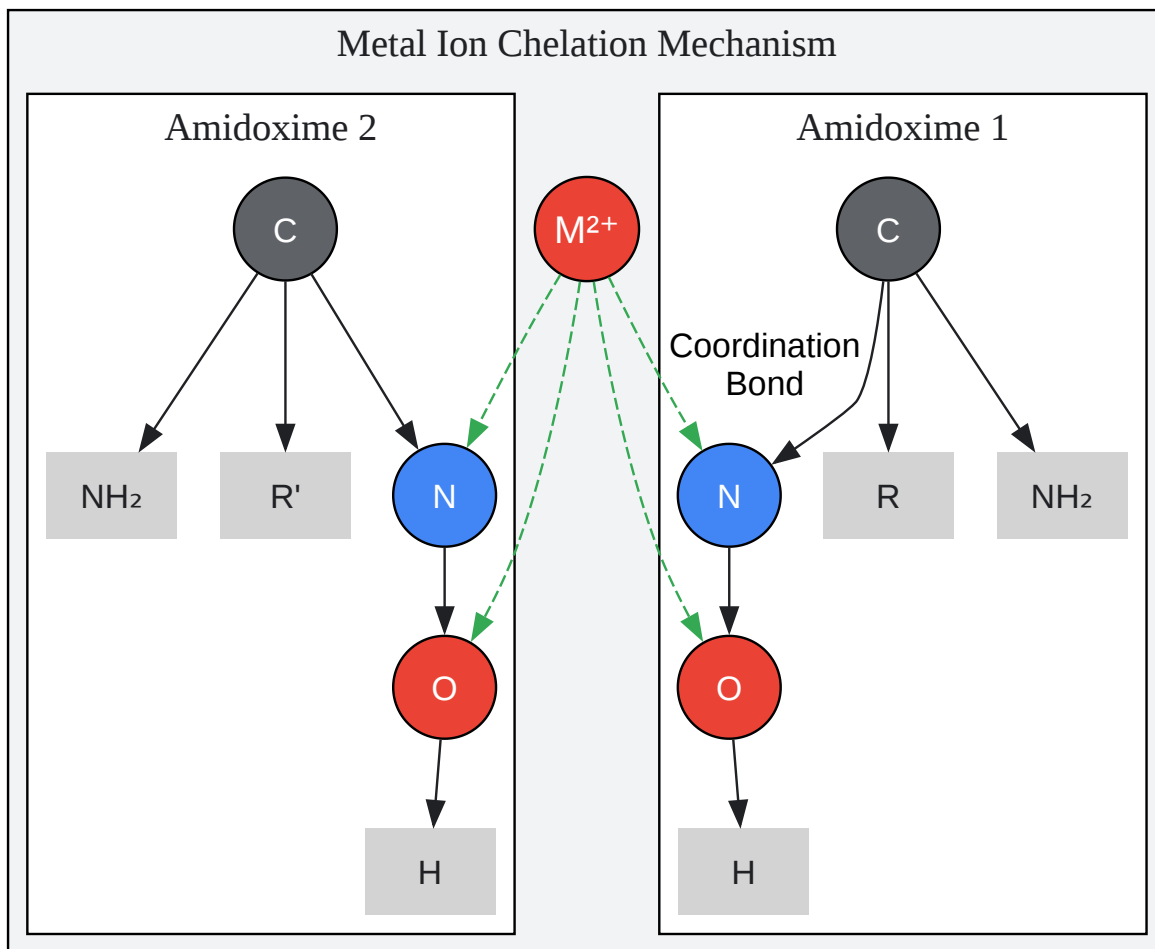 Metal Ion Chelation Mechanism
Amidoxime 2
Amidoxime 1
C
M²⁺
C
Coordination
Bond
NH₂
R'
N
N
R
NH₂
O
O
H
H